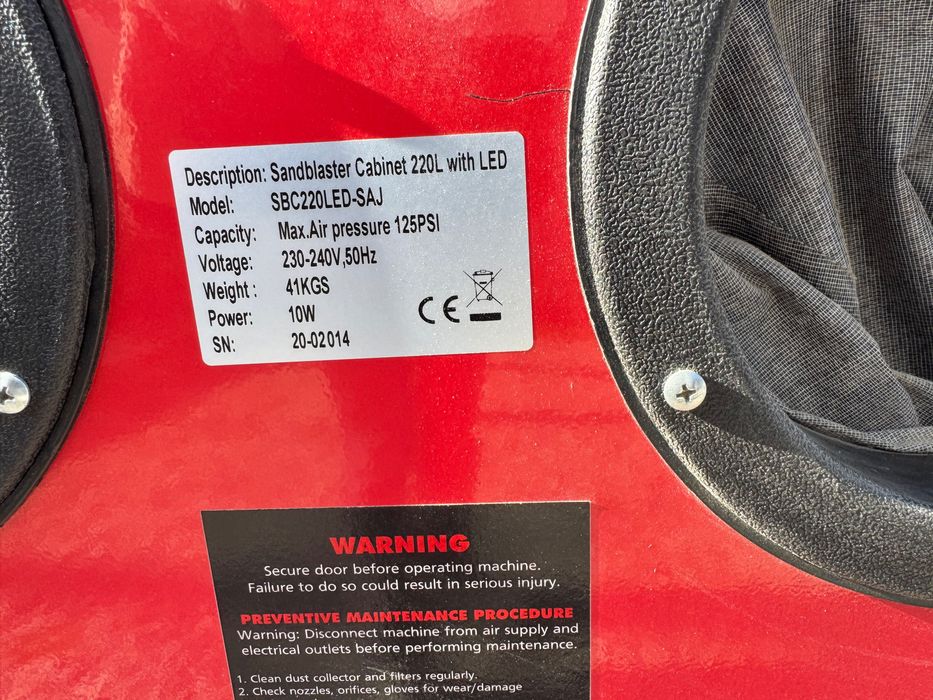 Description: Sandblaster Cabinet 220L with LED
Model: SBC220LED-SAJ
Capacity: Max.Air pressure 125PSI
Voltage: 230-240V,50Hz
Weight : 41KGS
Power: 10W
SN: 20-02014
CE
WARNING
Secure door before operating machine.
Failure to do so could result in serious injury.
PREVENTIVE MAINTENANCE PROCEDURE
Warning: Disconnect machine from air supply and
electrical outlets before performing maintenance.
1. Clean dust collector and filters regularly.
2. Check nozzles, orifices, gloves for wear/damage